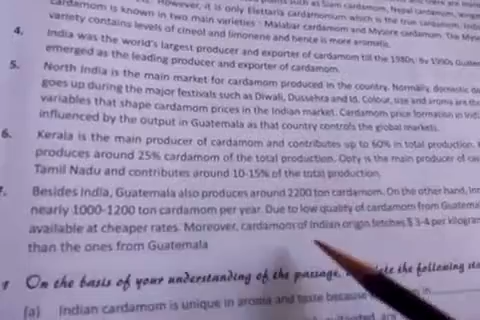 However, it is only Elettaria cardamomum which is the true cardamom,
Cardamom is known in two main varieties - Malabar cardamom and Mysore cardamom. The Mysore
variety contains levels of cineol and limonene and hence is more aromatic.
4. India was the world's largest producer and exporter of cardamom till the 1980s. By 1990s
emerged as the leading producer and exporter of cardamom.
5. North India is the main market for cardamom produced in the country. Normally, domestic
goes up during the major festivals such as Diwali, Dussehra and Id. Colour, size and aroma are the
variables that shape cardamom prices in the Indian market. Cardamom price formation in
influenced by the output in Guatemala as that country controls the global markets.
6. Kerala is the main producer of cardamom and contributes up to 60% in total production.
produces around 25% cardamom of the total production. Ooty is the main producer of
Tamil Nadu and contributes around 10-15% of the total production.
Besides India, Guatemala also produces around 2200 ton cardamom. On the other hand,
nearly 1000-1200 ton cardamom per year. Due to low quality of cardamom from
available at cheaper rates. Moreover, cardamom of Indian origin fetches $ 3-4 per
than the ones from Guatemala
On the basis of your understanding of the passage, the following
(a) Indian cardamom is unique in aroma and taste because in